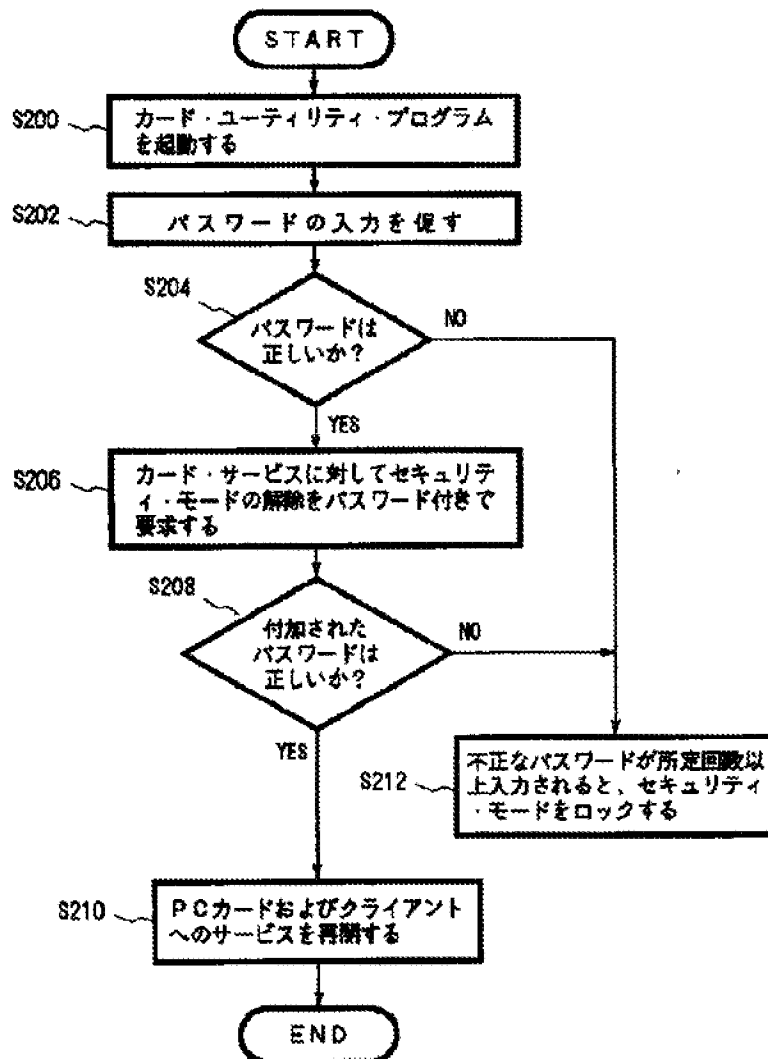 START
S200
カード・ユーティリティ・プログラム
を起動する
S202
パスワードの入力を促す
S204
パスワードは
正しいか?
NO
YES
S206
カード・サービスに対してセキュリテ
ィ・モードの解除をパスワード付きで
要求する
S208
付加された
パスワードは
正しいか?
NO
YES
S212
不正なパスワードが所定回数以
上入力されると、セキュリティ
・モードをロックする
S210
PCカードおよびクライアント
へのサービスを再開する
END